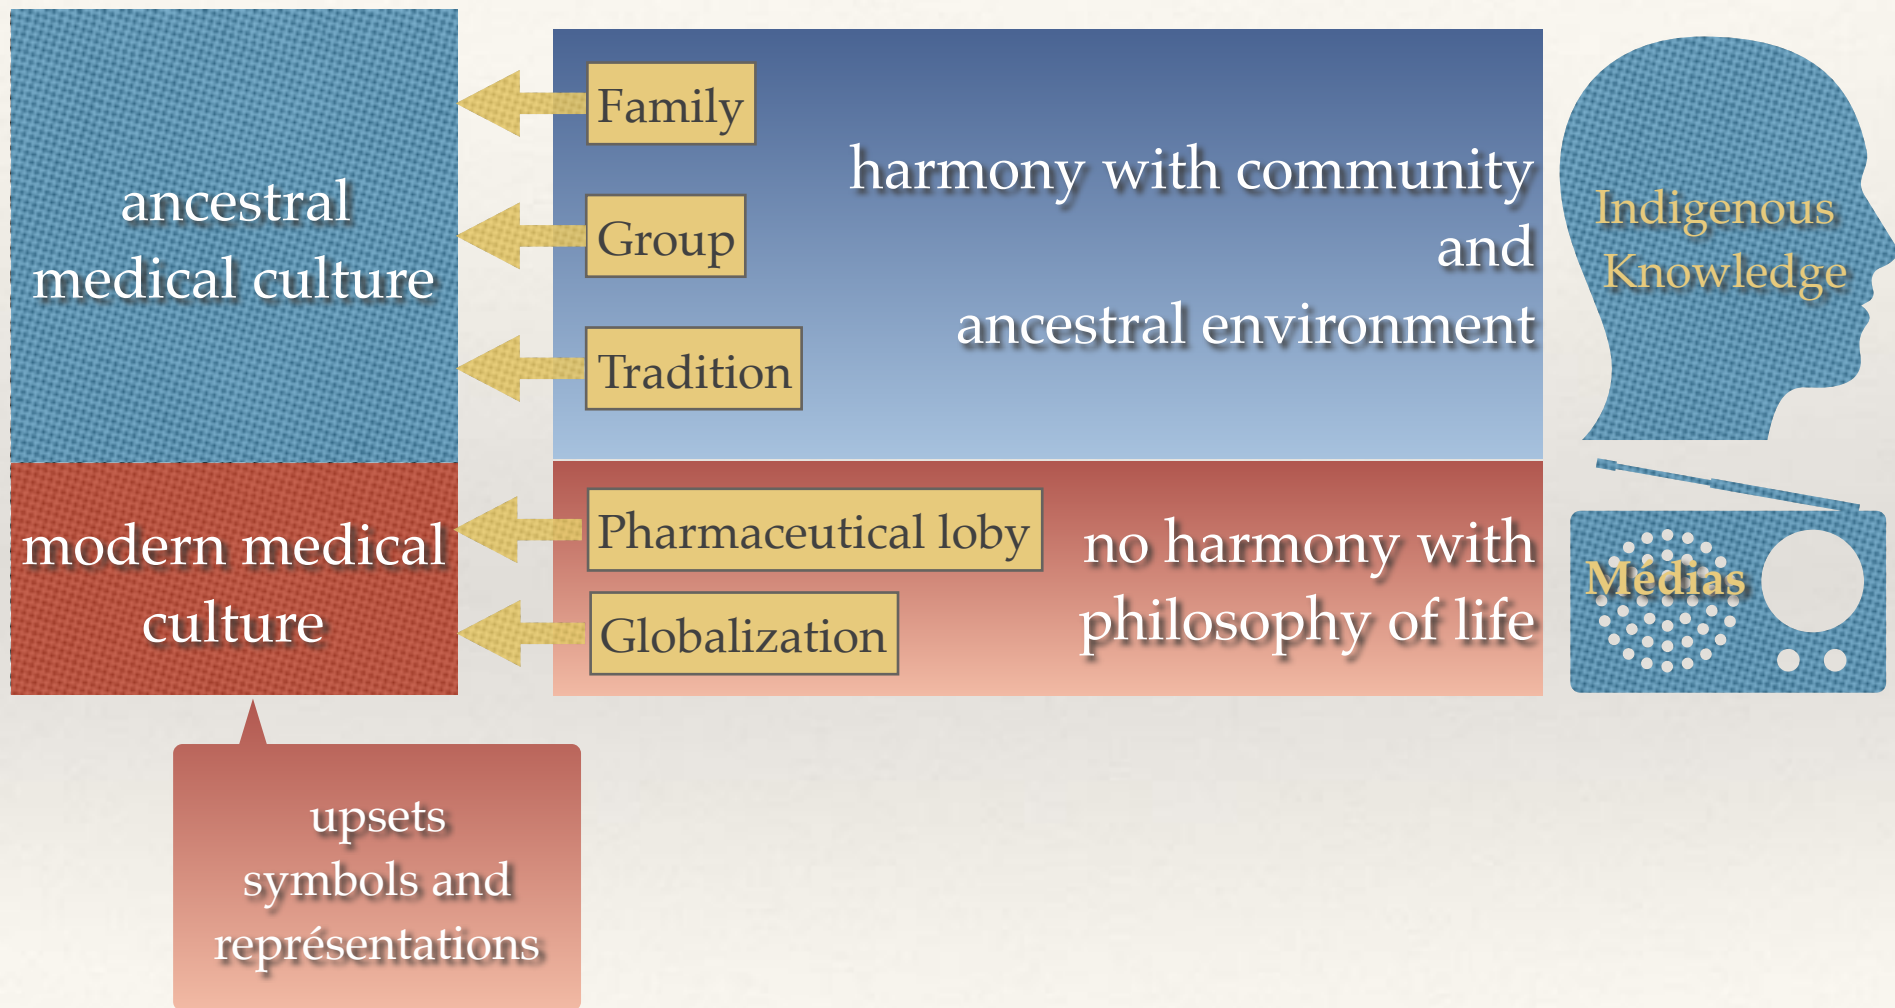 ancestral
medical culture
Family
Group
Tradition
harmony with community
and
ancestral environment
Indigenous
Knowledge
modern medical
culture
Pharmaceutical loby
Globalization
no harmony with
philosophy of life
Médias
upsets
symbols and
représentations